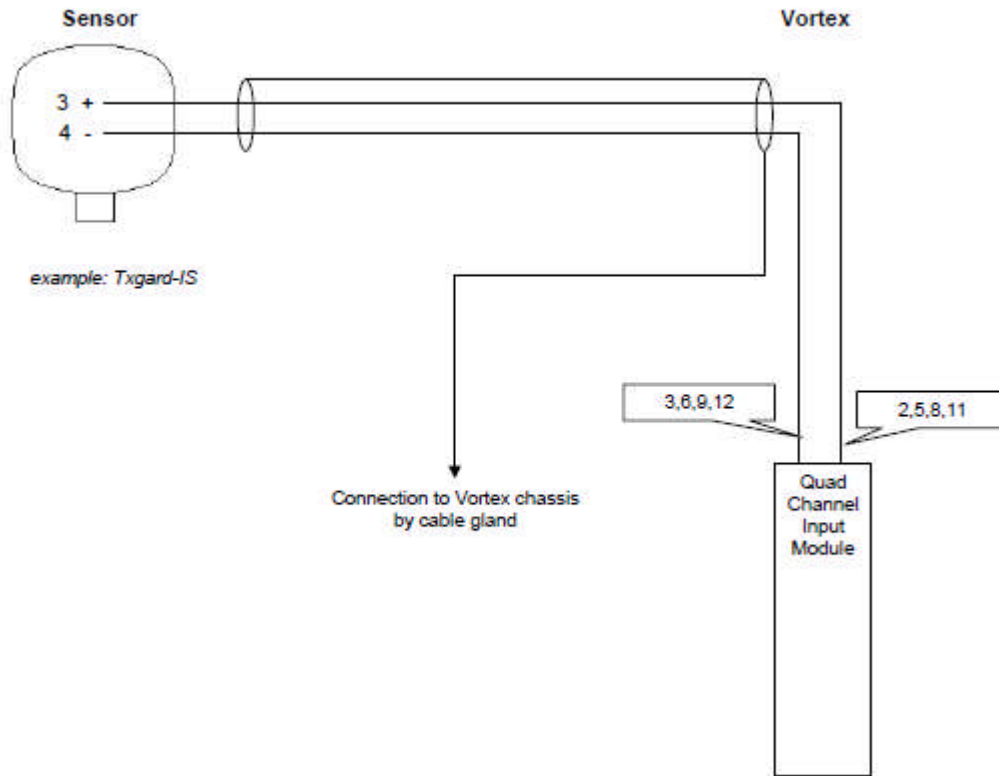 Sensor
Vortex
3 +
4 -
example: Txgard-IS
3,6,9,12
2,5,8,11
Connection to Vortex chassis
by cable gland
Quad
Channel
Input
Module